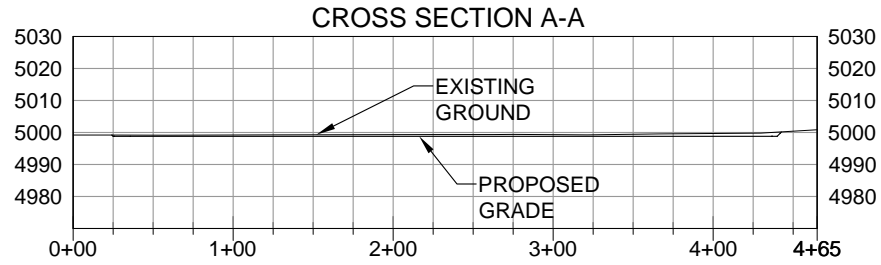 CROSS SECTION A-A
5030 5030
5020 5020
5010 5010
5000 5000
4990 4990
4980 4980
EXISTING
GROUND
PROPOSED
GRADE
0+00 1+00 2+00 3+00 4+00 4+65